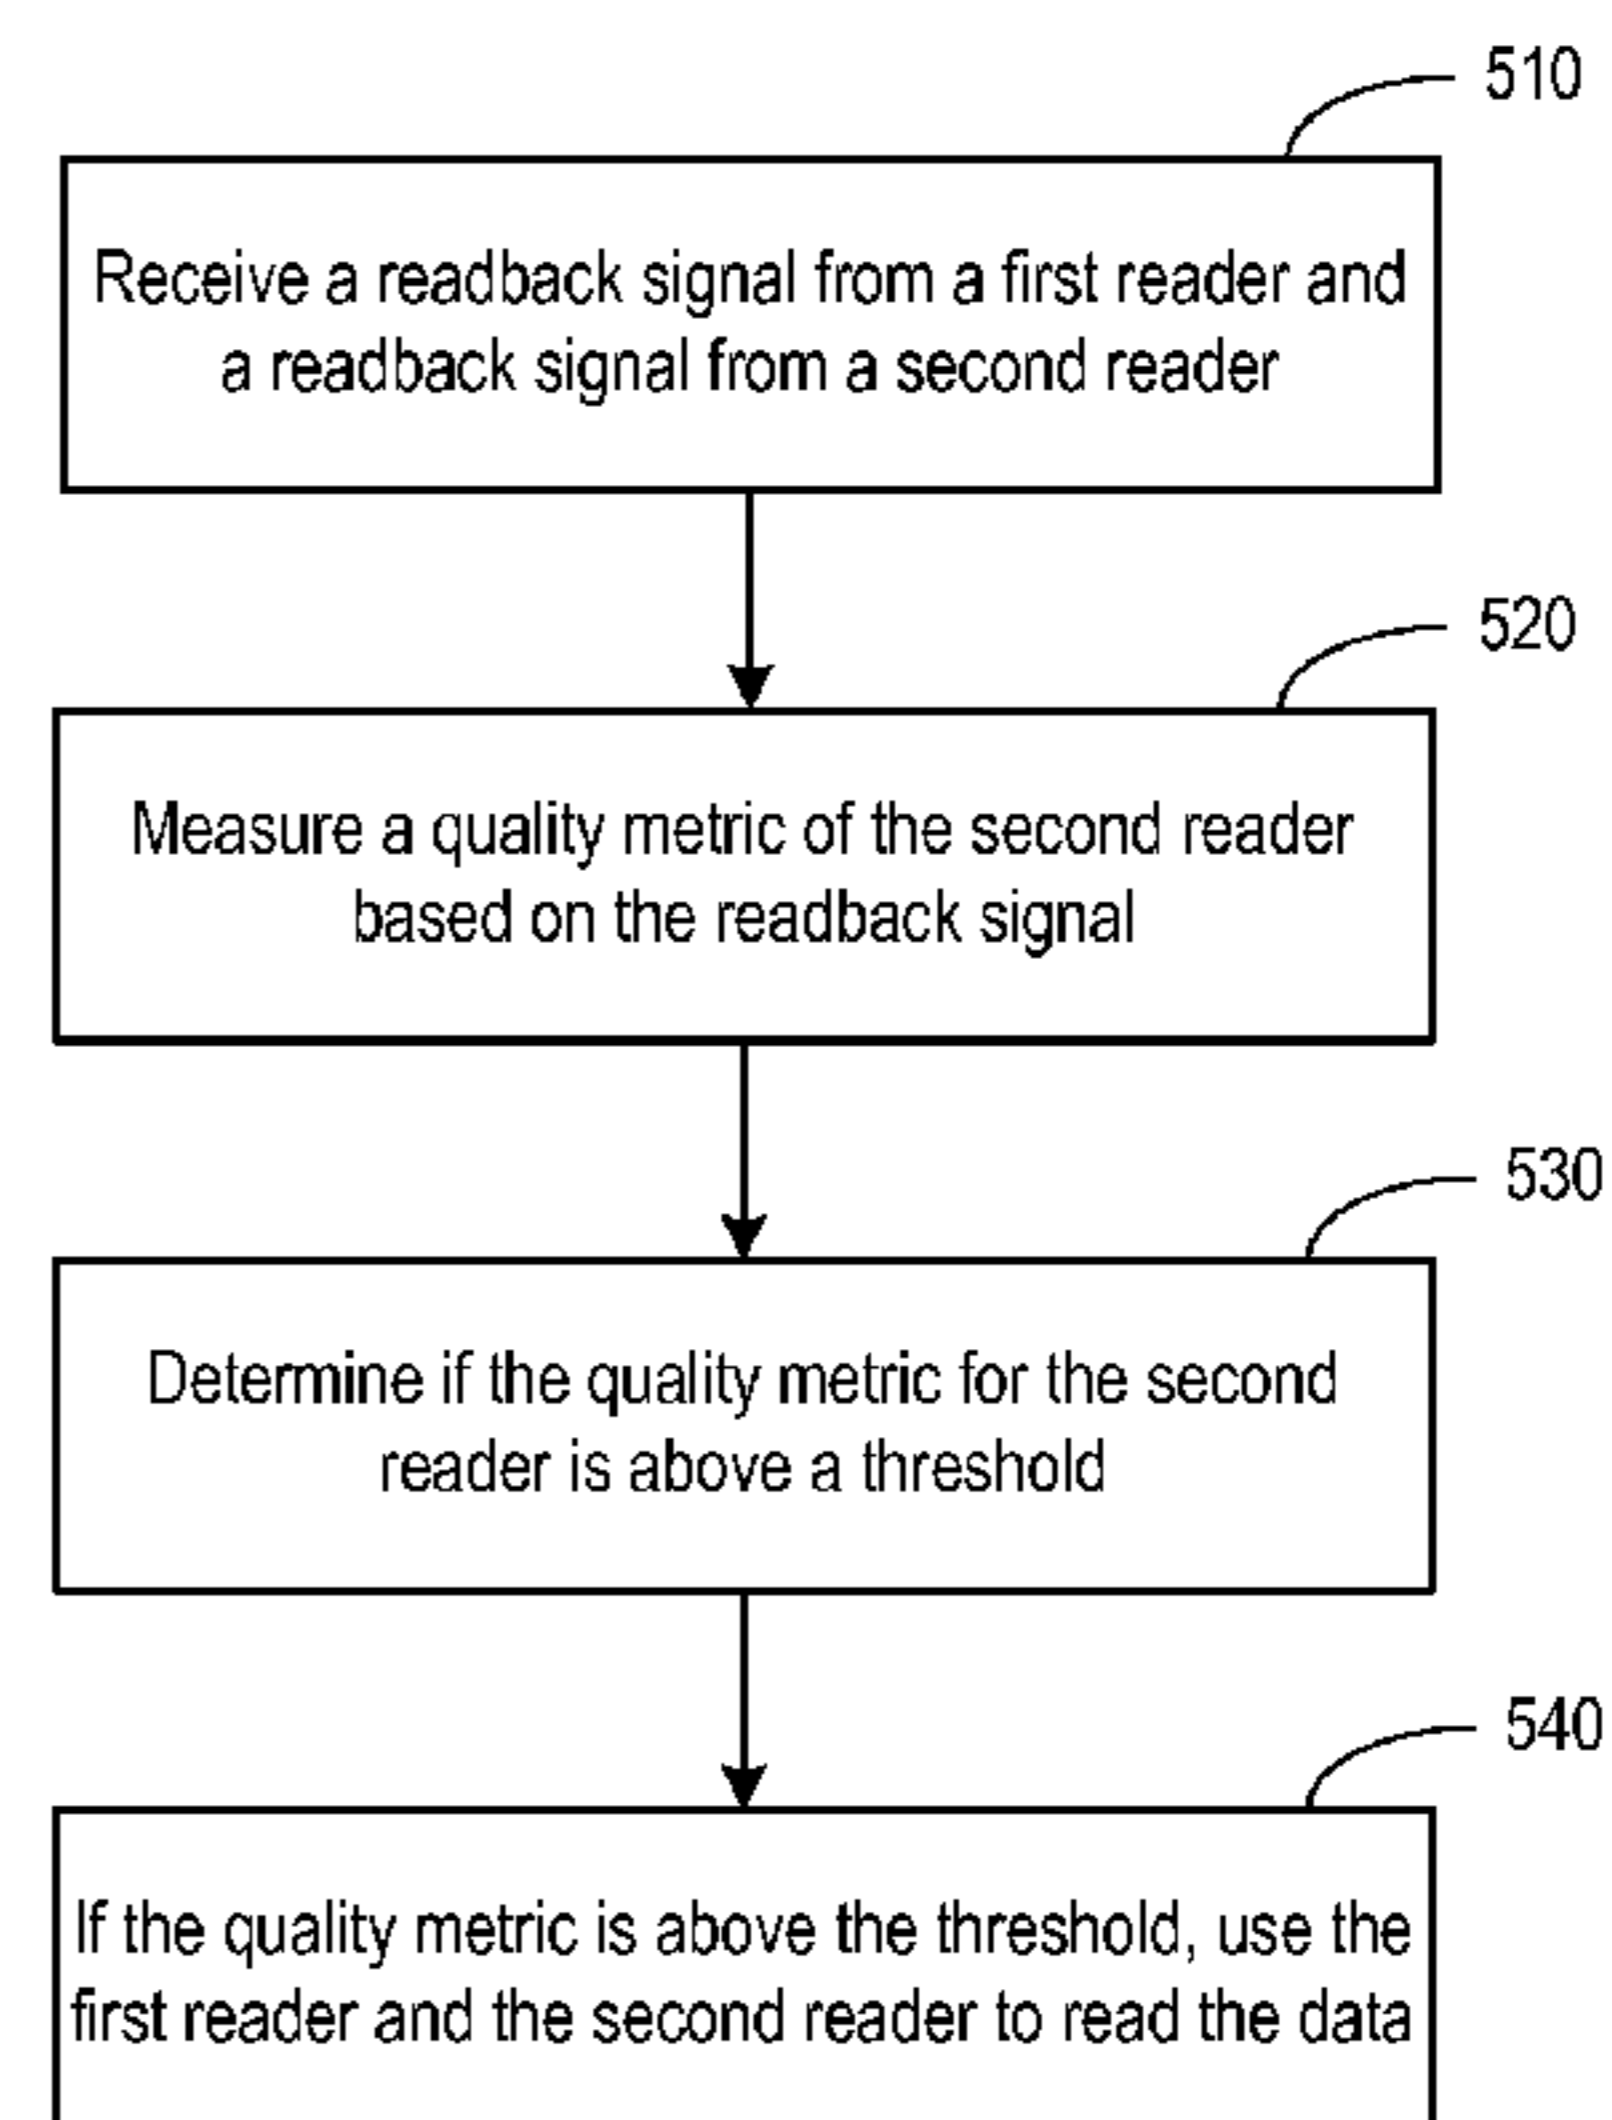 510
Receive a readback signal from a first reader and
a readback signal from a second reader
520
Measure a quality metric of the second reader
based on the readback signal
530
Determine if the quality metric for the second
reader is above a threshold
540
If the quality metric is above the threshold, use the
first reader and the second reader to read the data